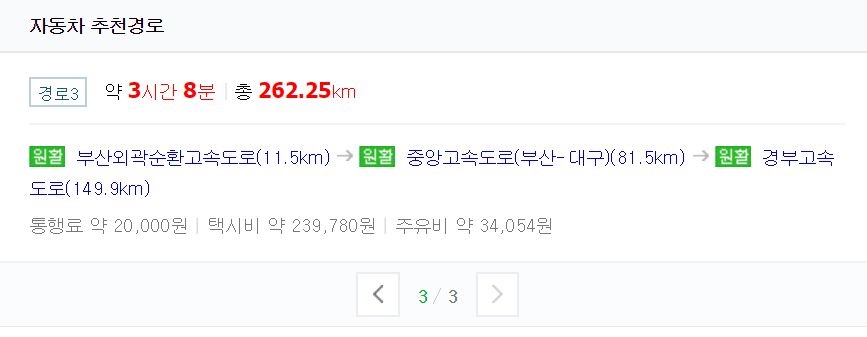 자동차 추천경로
경로3 약 3시간 8분 | 총 262.25km
원활 부산외곽순환고속도로(11.5km) → 원활 중앙고속도로(부산- 대구)(81.5km) → 원활 경부고속
도로(149.9km)
통행료 약 20,000원 | 택시비 약 239,780원 | 주유비 약 34,054원
< 3 / 3 >